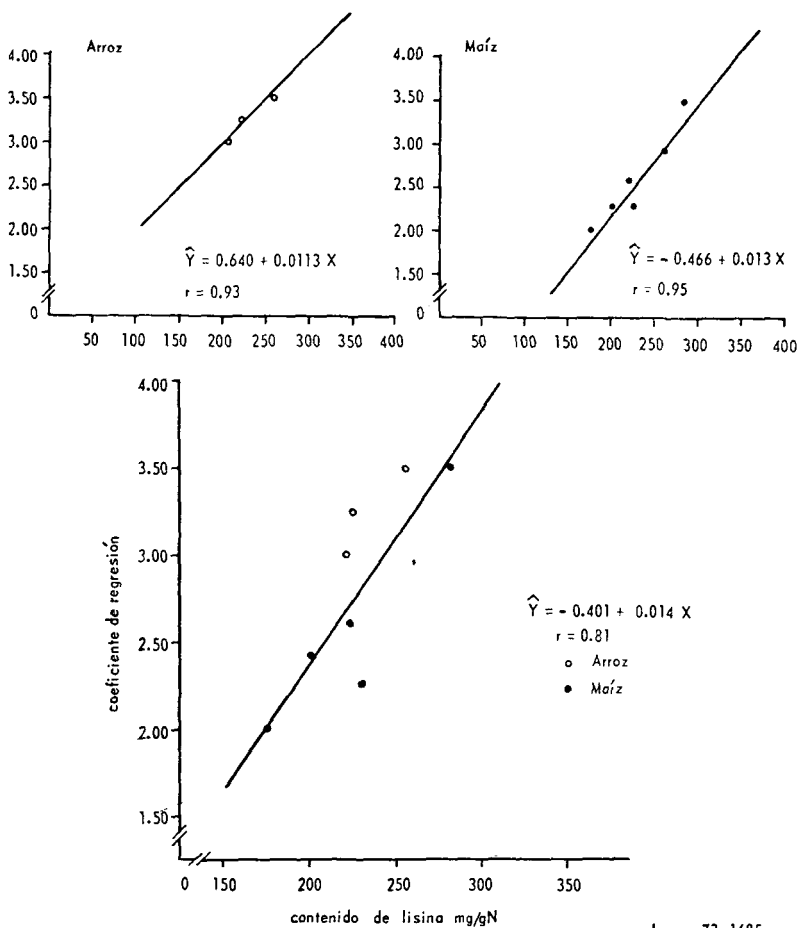 Arroz
4.00
3.50
3.00
2.50
2.00
1.50
0
50 100 150 200 250 300 350 400
Ŷ = 0.640 + 0.0113 X
r = 0.93
Maíz
4.00
3.50
3.00
2.50
2.00
1.50
0
50 100 150 200 250 300 350 400
Ŷ = - 0.466 + 0.013 X
r = 0.95
4.00
3.50
3.00
2.50
2.00
1.50
0 150 200 250 300 350
coeficiente de regresión
contenido de lisina mg/gN
Ŷ = - 0.401 + 0.014 X
r = 0.81
Arroz
Maíz